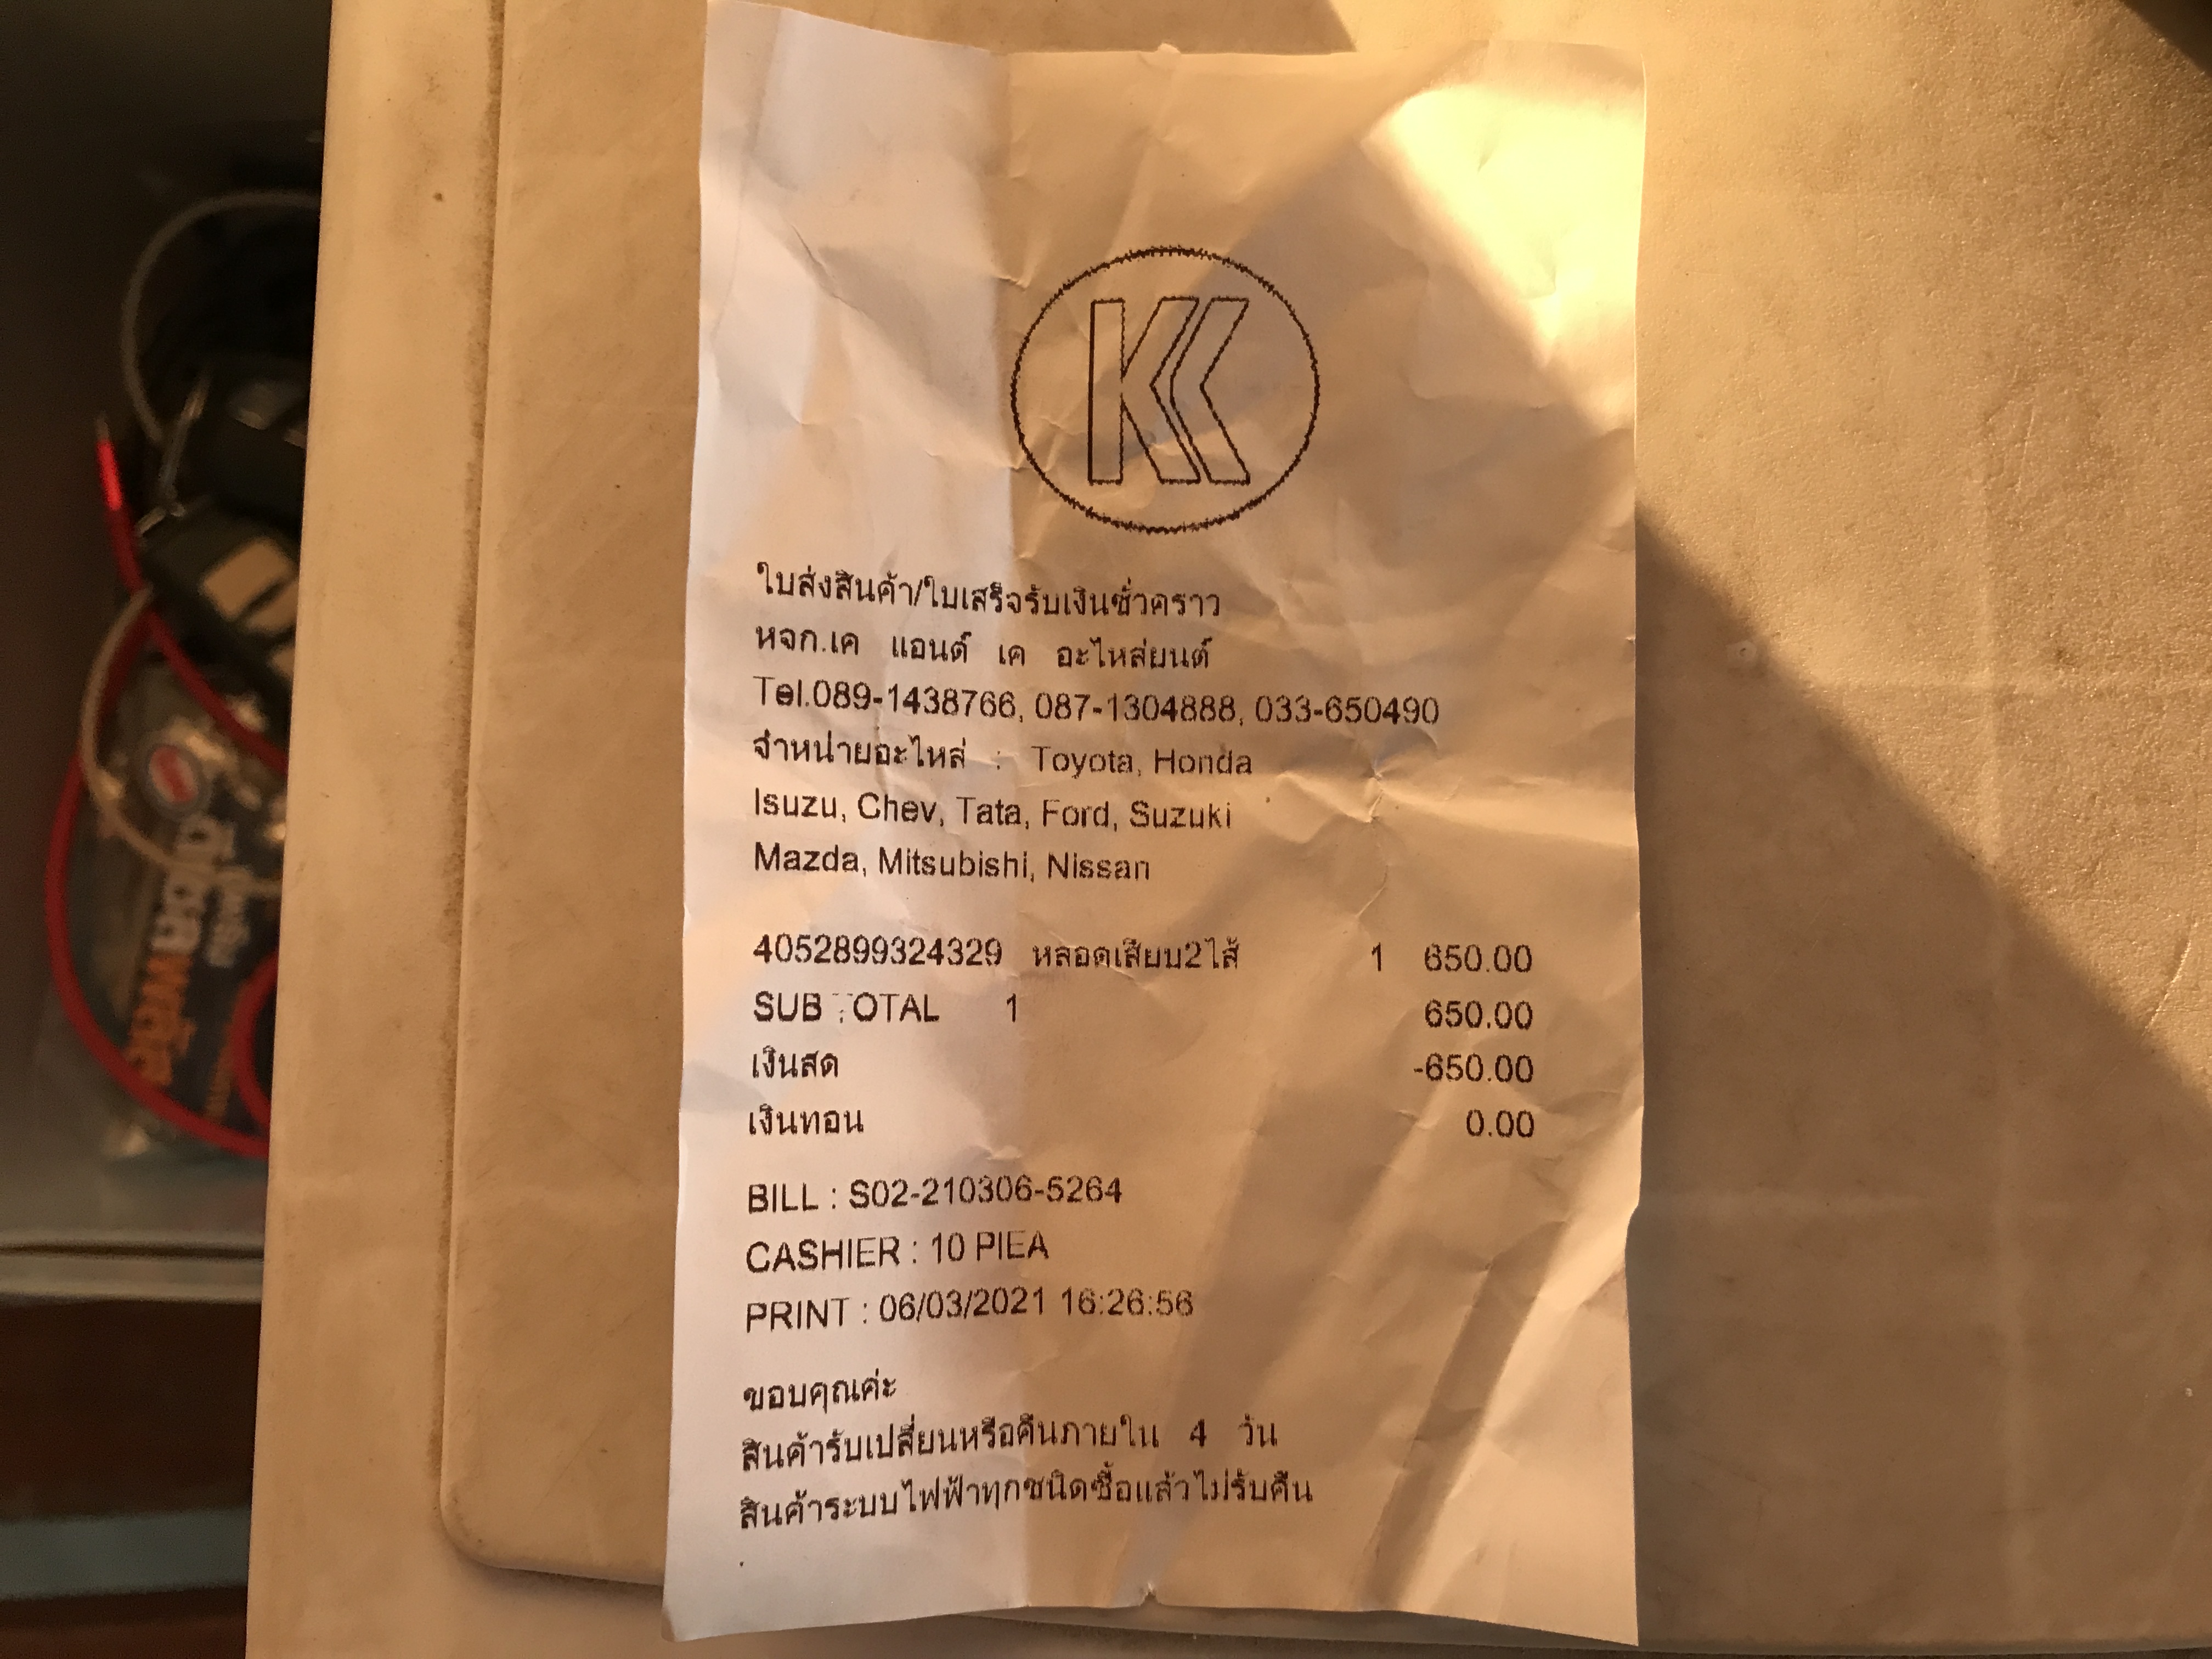 KK
ใบส่งสินค้า/ใบเสร็จรับเงินชั่วคราว
หจก.เค แอนด์ เค อะไหล่ยนต์
Tel.089-1438766, 087-1304888, 033-650490
จำหน่ายอะไหล่ : Toyota, Honda
Isuzu, Chev, Tata, Ford, Suzuki
Mazda, Mitsubishi, Nissan
4052899324329 หลอดเสียบ2ไส้ 1 650.00
SUB TOTAL 1 650.00
เงินสด -650.00
เงินทอน 0.00
BILL : S02-210306-5264
CASHIER : 10 PIEA
PRINT : 06/03/2021 16:26:56
ขอบคุณค่ะ
สินค้ารับเปลี่ยนหรือคืนภายใน 4 วัน
สินค้าระบบไฟฟ้าทุกชนิดซื้อแล้วไม่รับคืน
.